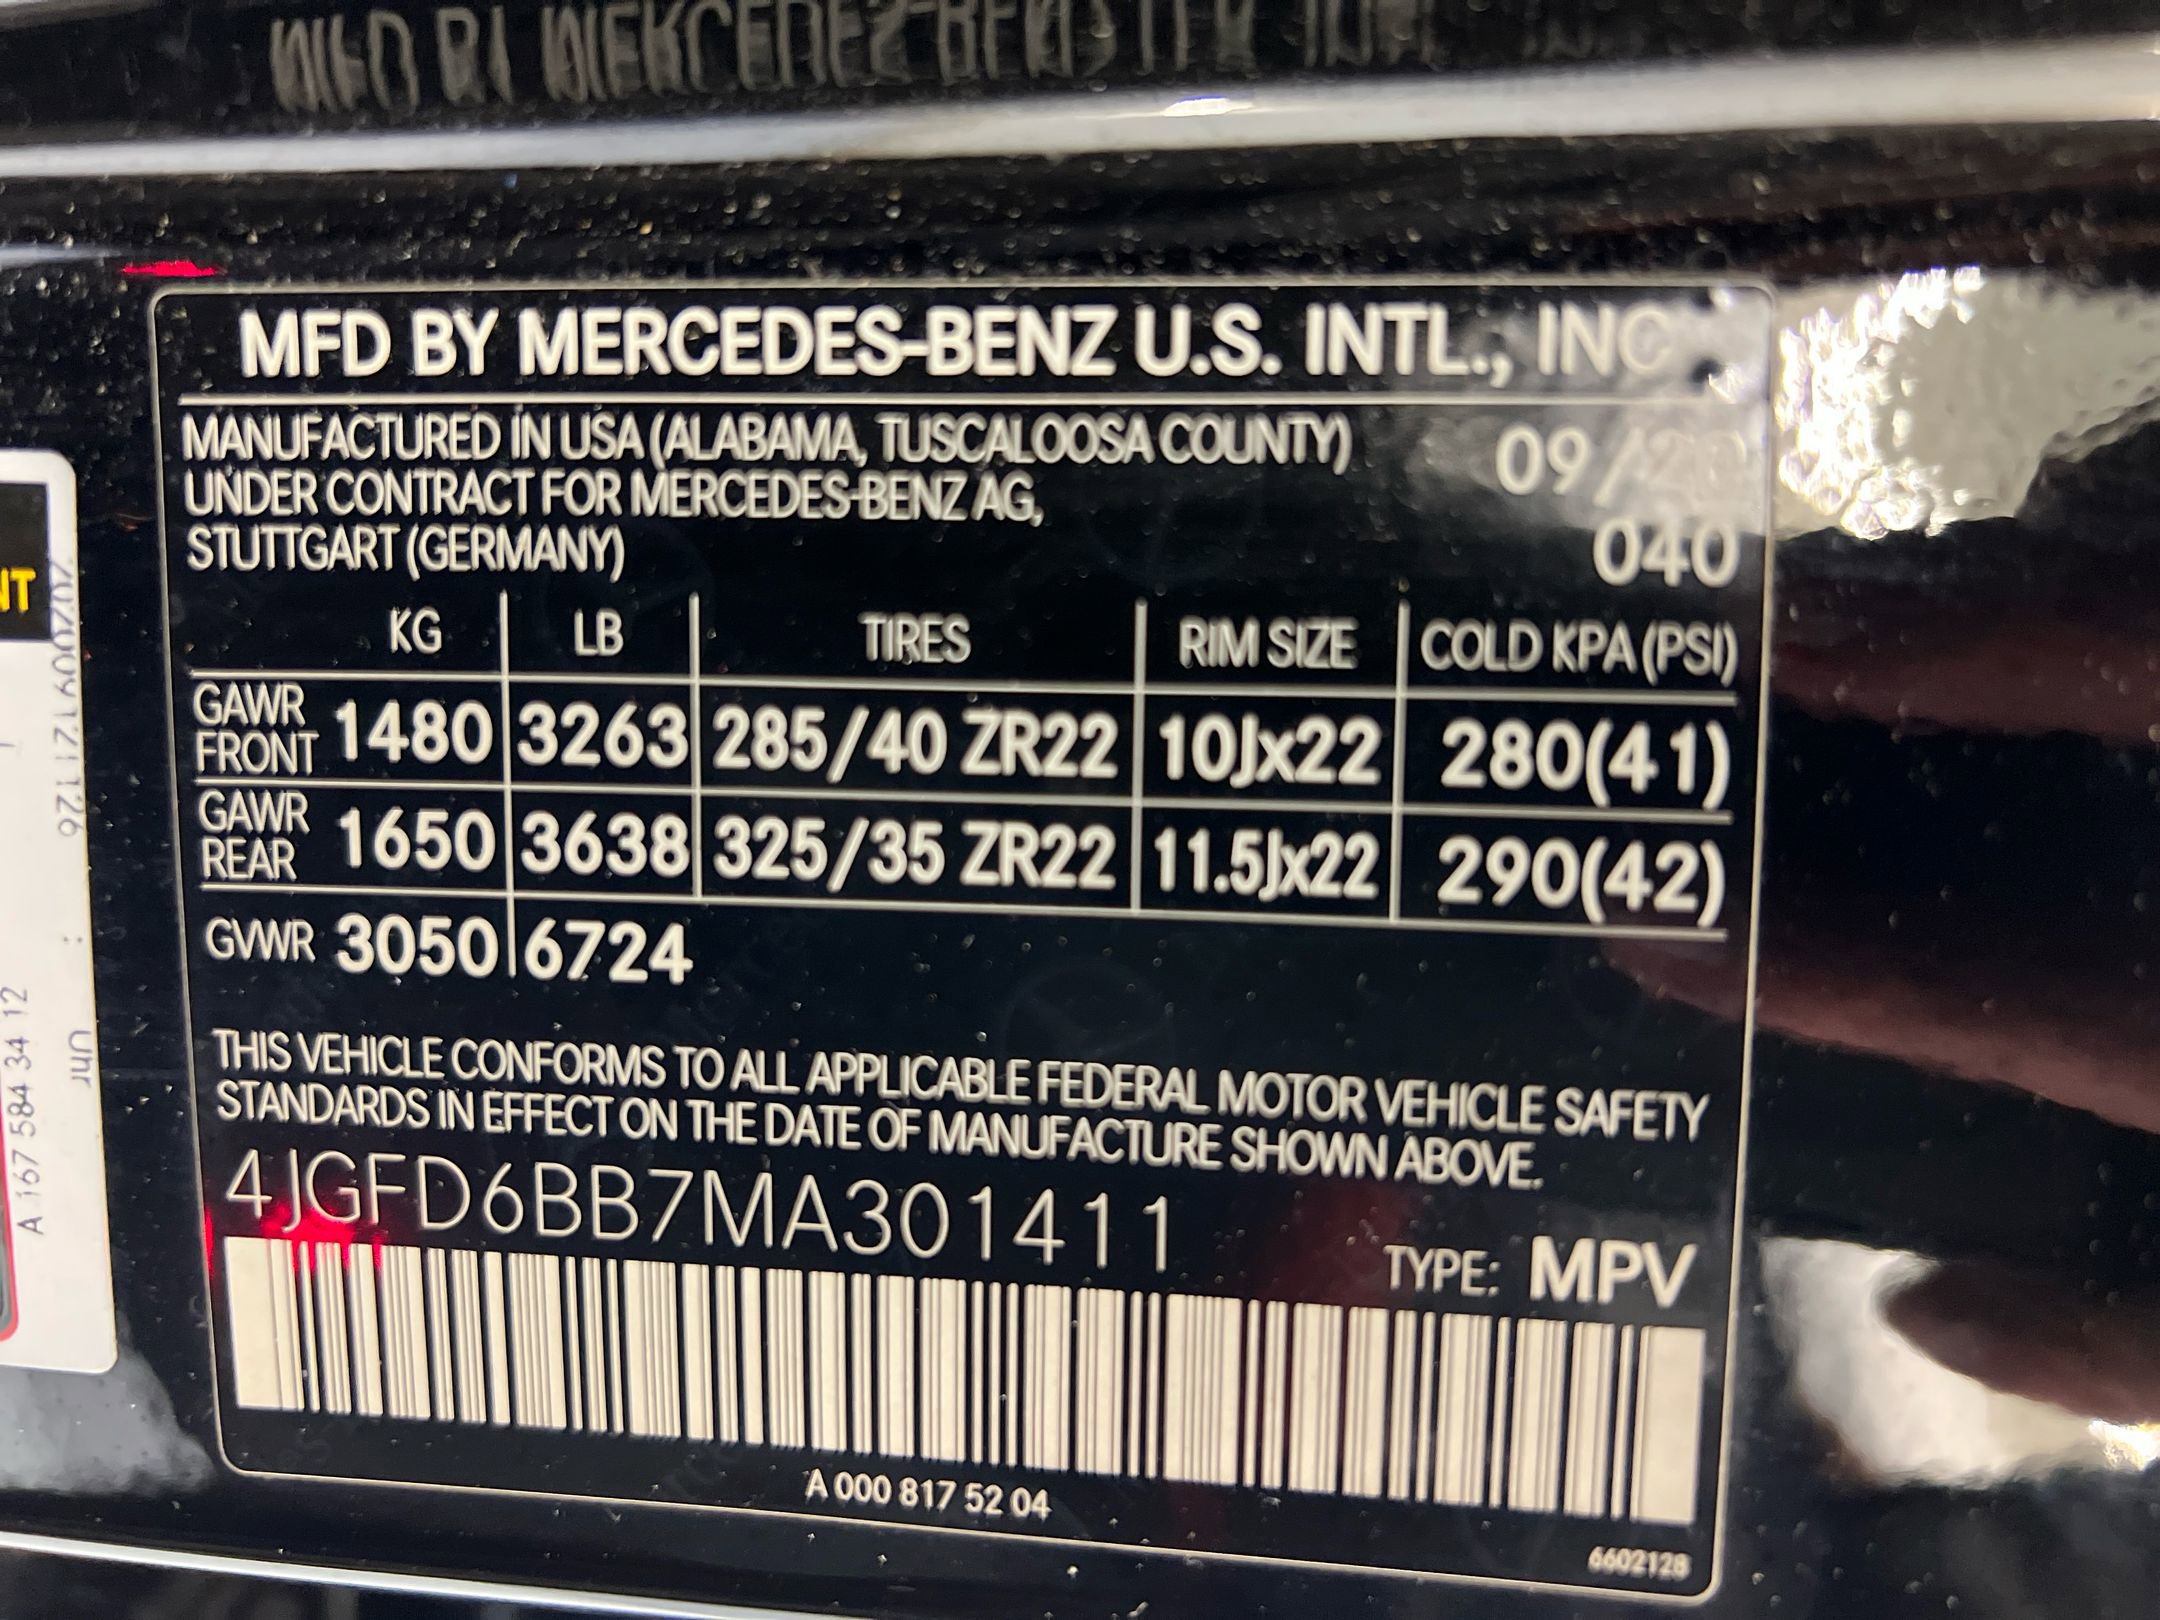 MFD BY MERCEDES-BENZ U.S. INTL., INC.
MANUFACTURED IN USA (ALABAMA, TUSCALOOSA COUNTY) 09/20
UNDER CONTRACT FOR MERCEDES-BENZ AG,
STUTTGART (GERMANY) 040
KG LB TIRES RIM SIZE COLD KPA (PSI)
GAWR FRONT 1480 3263 285/40 ZR22 10Jx22 280(41)
GAWR REAR 1650 3638 325/35 ZR22 11.5Jx22 290(42)
GVWR 3050 6724
THIS VEHICLE CONFORMS TO ALL APPLICABLE FEDERAL MOTOR VEHICLE SAFETY
STANDARDS IN EFFECT ON THE DATE OF MANUFACTURE SHOWN ABOVE.
4JGFD6BB7MA301411
TYPE: MPV
A 000 817 52 04
6602128
NT
A 167 584 34 12